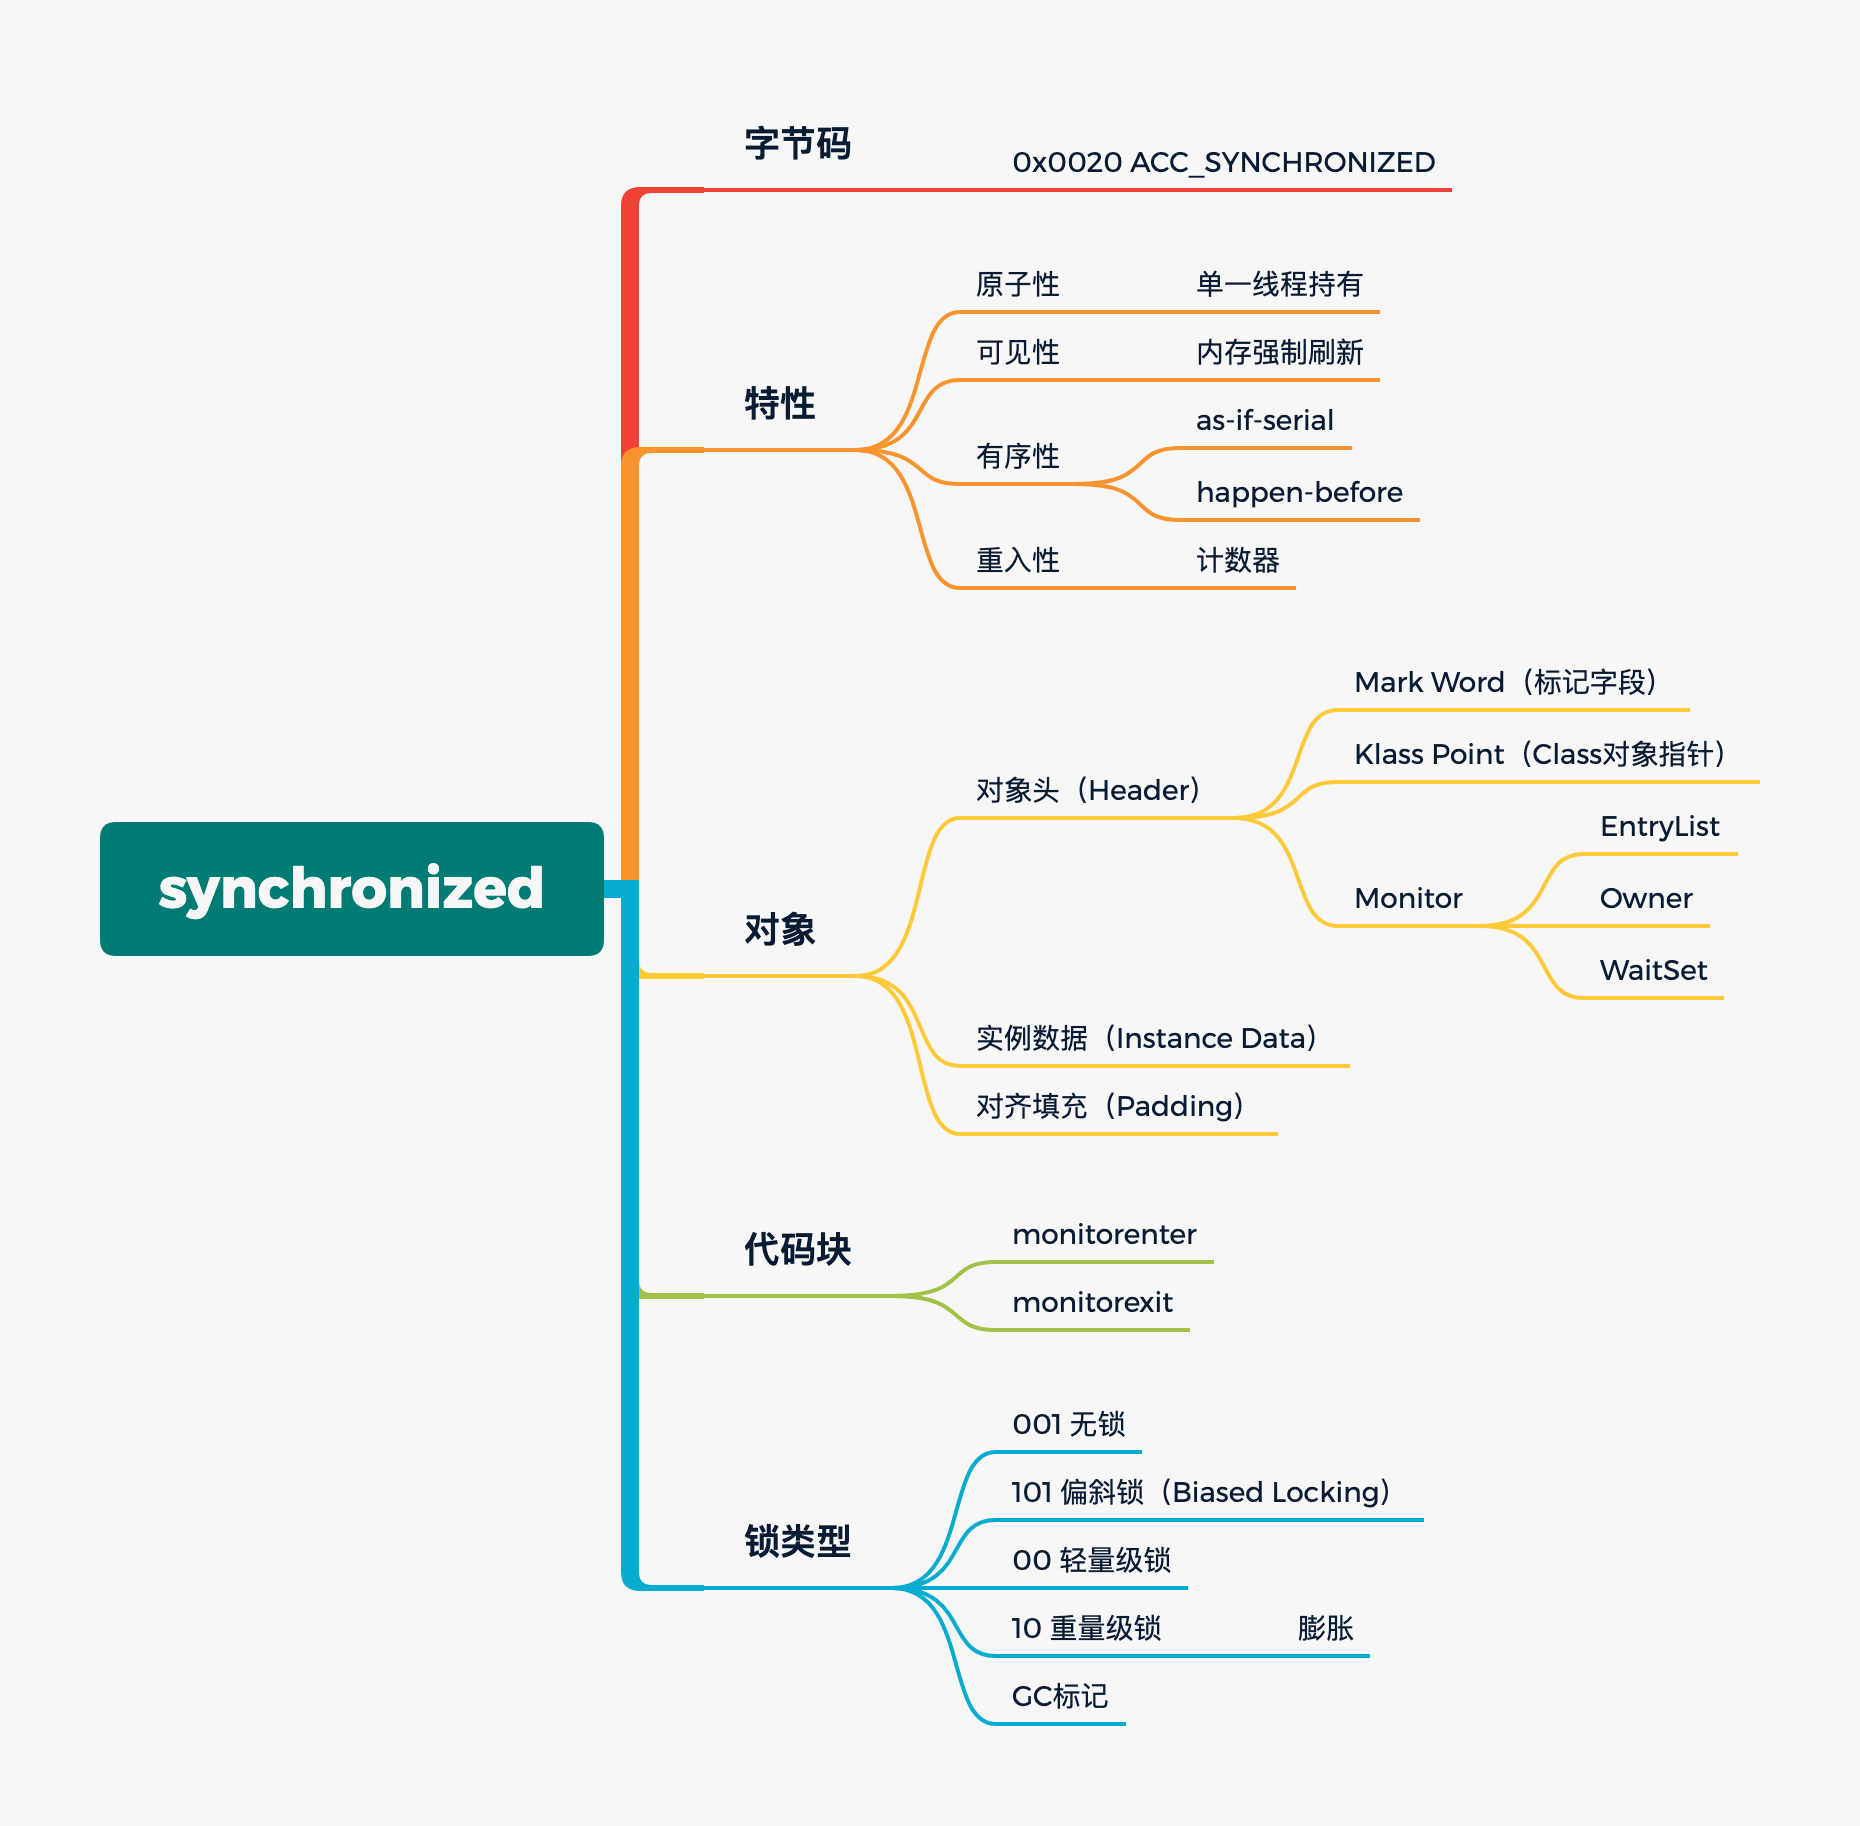 synchronized
字节码
0x0020 ACC_SYNCHRONIZED
特性
原子性
单一线程持有
可见性
内存强制刷新
有序性
as-if-serial
happen-before
重入性
计数器
对象
对象头（Header）
Mark Word（标记字段）
Klass Point（Class对象指针）
Monitor
EntryList
Owner
WaitSet
实例数据（Instance Data）
对齐填充（Padding）
代码块
monitorenter
monitorexit
锁类型
001 无锁
101 偏斜锁（Biased Locking）
00 轻量级锁
10 重量级锁
膨胀
GC标记